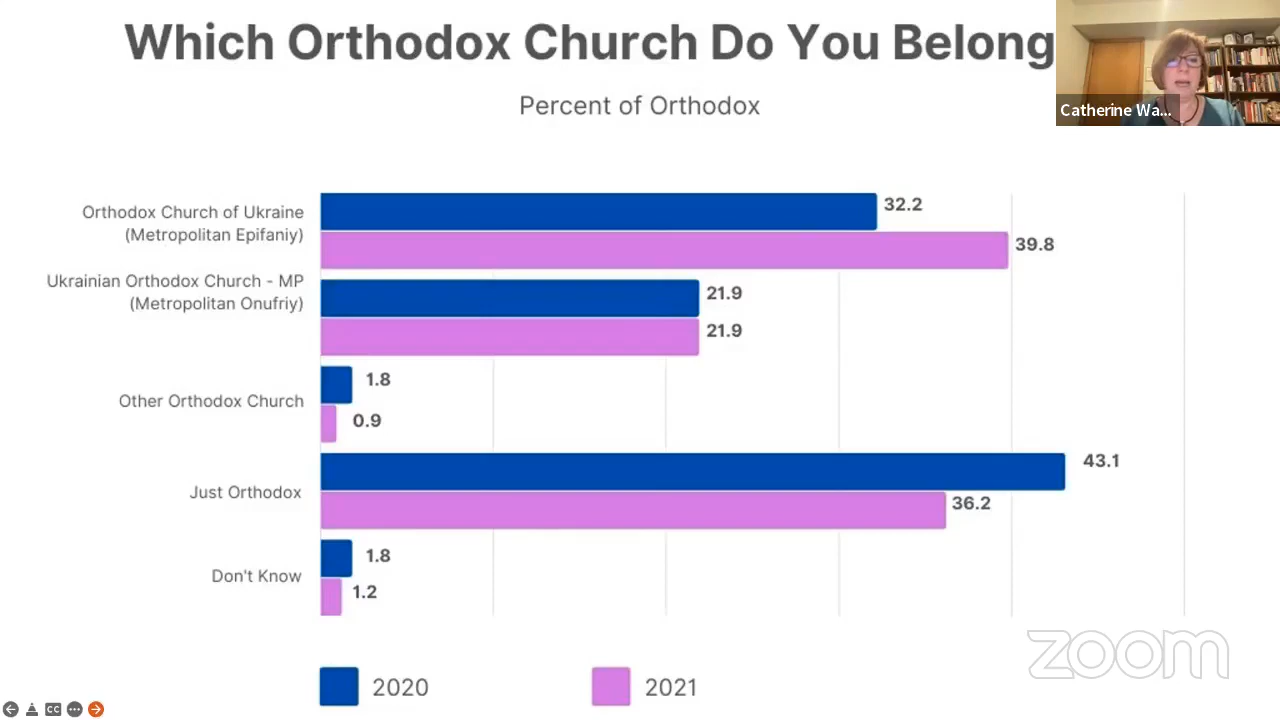 Which Orthodox Church Do You Belong
Catherine Wa...
Percent of Orthodox
Orthodox Church of Ukraine
(Metropolitan Epifaniy)
32.2
39.8
Ukrainian Orthodox Church - MP
(Metropolitan Onufriy)
21.9
21.9
Other Orthodox Church
1.8
0.9
Just Orthodox
43.1
36.2
Don't Know
1.8
1.2
zoom
2020
2021
CC